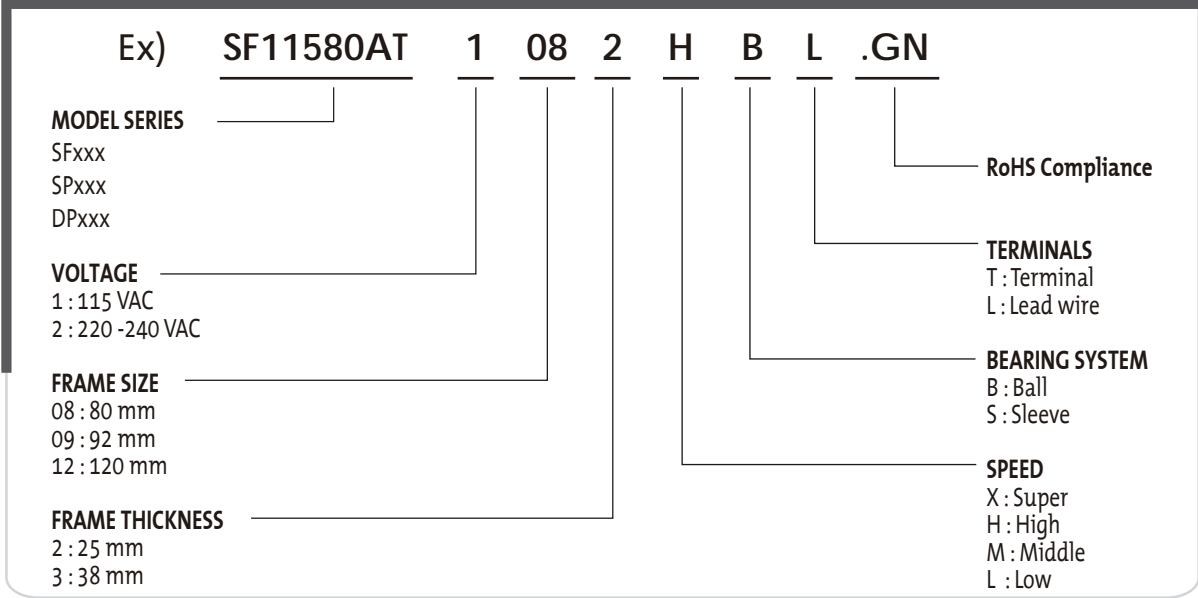 Ex) SF11580AT 1 08 2 H B L .GN
MODEL SERIES
SFxxx
SPxxx
DPxxx
VOLTAGE
1 : 115 VAC
2 : 220 -240 VAC
FRAME SIZE
08 : 80 mm
09 : 92 mm
12 : 120 mm
FRAME THICKNESS
2 : 25 mm
3 : 38 mm
RoHS Compliance
TERMINALS
T : Terminal
L : Lead wire
BEARING SYSTEM
B : Ball
S : Sleeve
SPEED
X : Super
H : High
M : Middle
L : Low